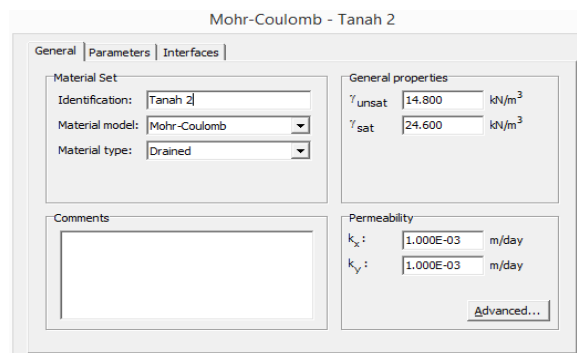 Mohr-Coulomb - Tanah 2
General Parameters Interfaces
Material Set
Identification: Tanah 2
Material model: Mohr-Coulomb
Material type: Drained
General properties
γunsat 14.800 kN/m³
γsat 24.600 kN/m³
Comments
Permeability
kx: 1.000E-03 m/day
ky: 1.000E-03 m/day
Advanced...